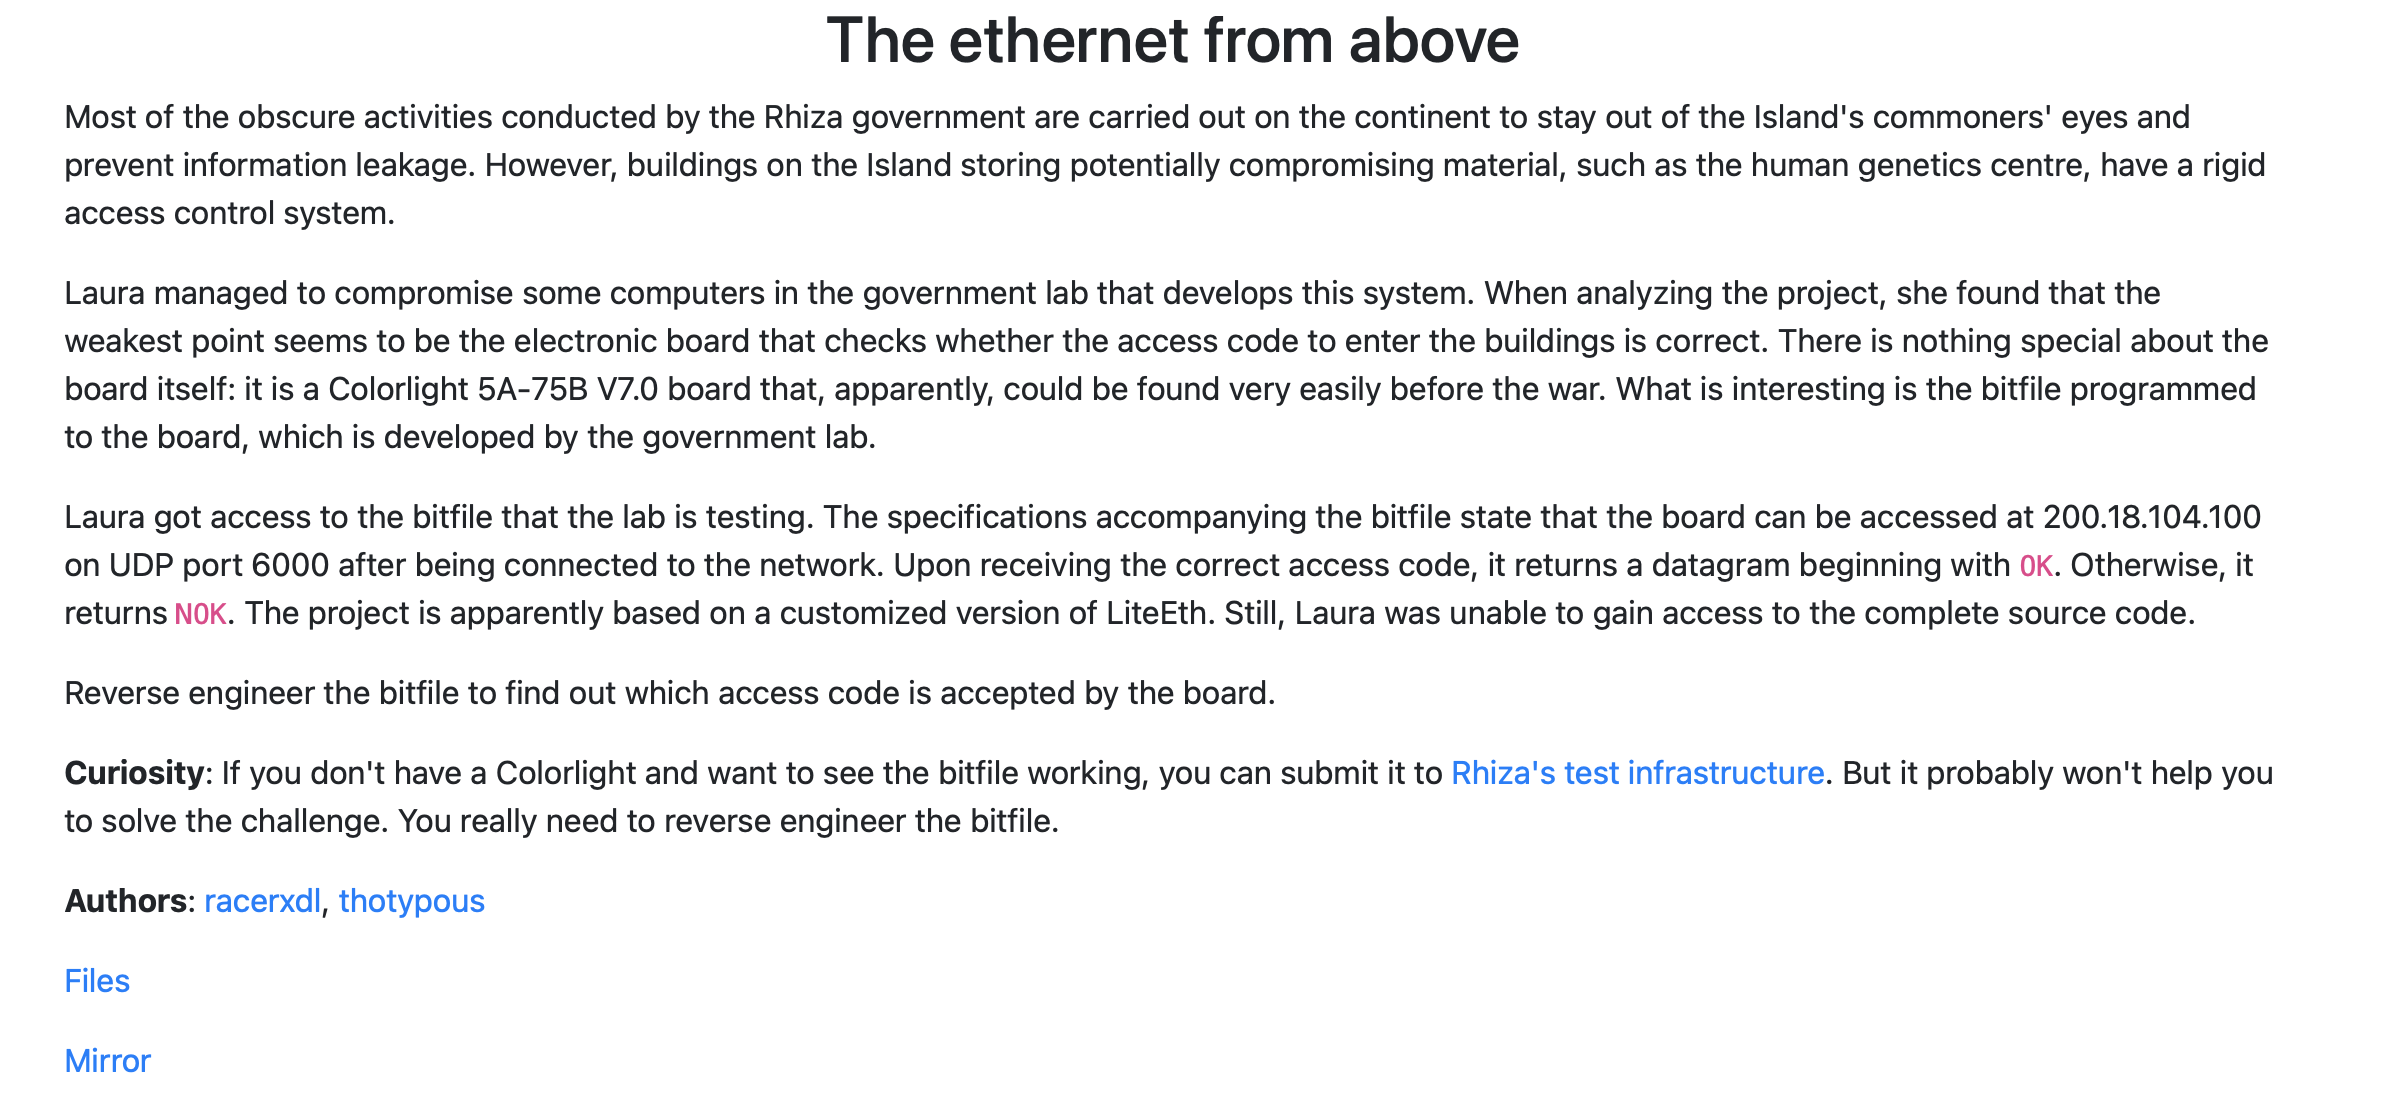 The ethernet from above
Most of the obscure activities conducted by the Rhiza government are carried out on the continent to stay out of the Island's commoners' eyes and
prevent information leakage. However, buildings on the Island storing potentially compromising material, such as the human genetics centre, have a rigid
access control system.
Laura managed to compromise some computers in the government lab that develops this system. When analyzing the project, she found that the
weakest point seems to be the electronic board that checks whether the access code to enter the buildings is correct. There is nothing special about the
board itself: it is a Colorlight 5A-75B V7.0 board that, apparently, could be found very easily before the war. What is interesting is the bitfile programmed
to the board, which is developed by the government lab.
Laura got access to the bitfile that the lab is testing. The specifications accompanying the bitfile state that the board can be accessed at 200.18.104.100
on UDP port 6000 after being connected to the network. Upon receiving the correct access code, it returns a datagram beginning with OK. Otherwise, it
returns NOK. The project is apparently based on a customized version of LiteEth. Still, Laura was unable to gain access to the complete source code.
Reverse engineer the bitfile to find out which access code is accepted by the board.
Curiosity: If you don't have a Colorlight and want to see the bitfile working, you can submit it to Rhiza's test infrastructure. But it probably won't help you
to solve the challenge. You really need to reverse engineer the bitfile.
Authors: racerxdl, thotypous
Files
Mirror